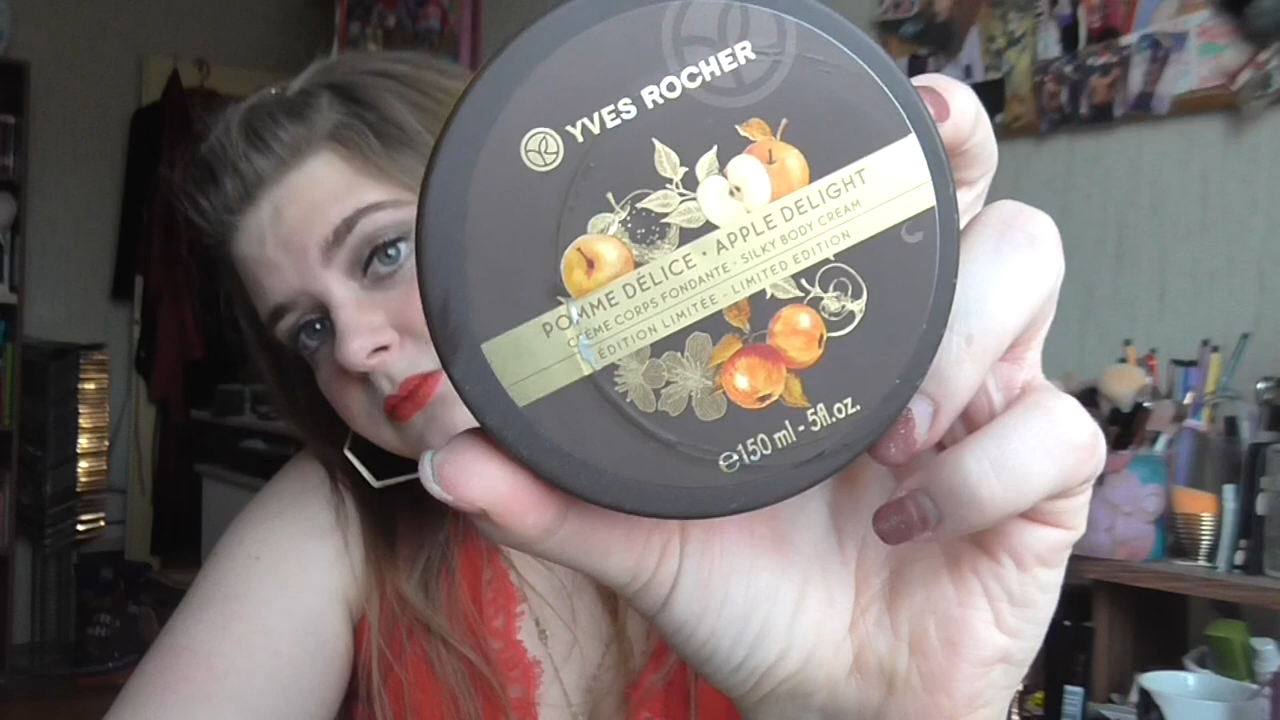 YVES ROCHER
POMME DÉLICE • APPLE DELIGHT
CRÈME CORPS FONDANTE - SILKY BODY CREAM
ÉDITION LIMITÉE - LIMITED EDITION
℮150 ml - 5fl.oz.